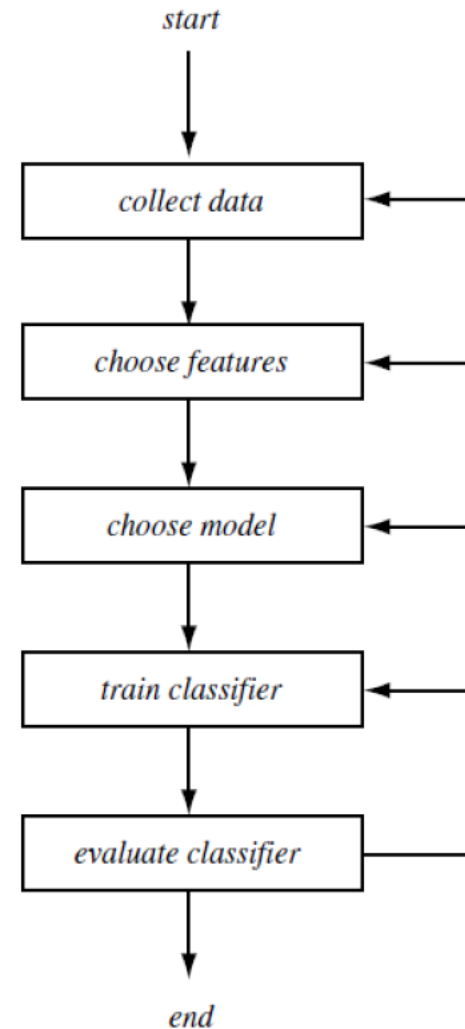 start
collect data
choose features
choose model
train classifier
evaluate classifier
end